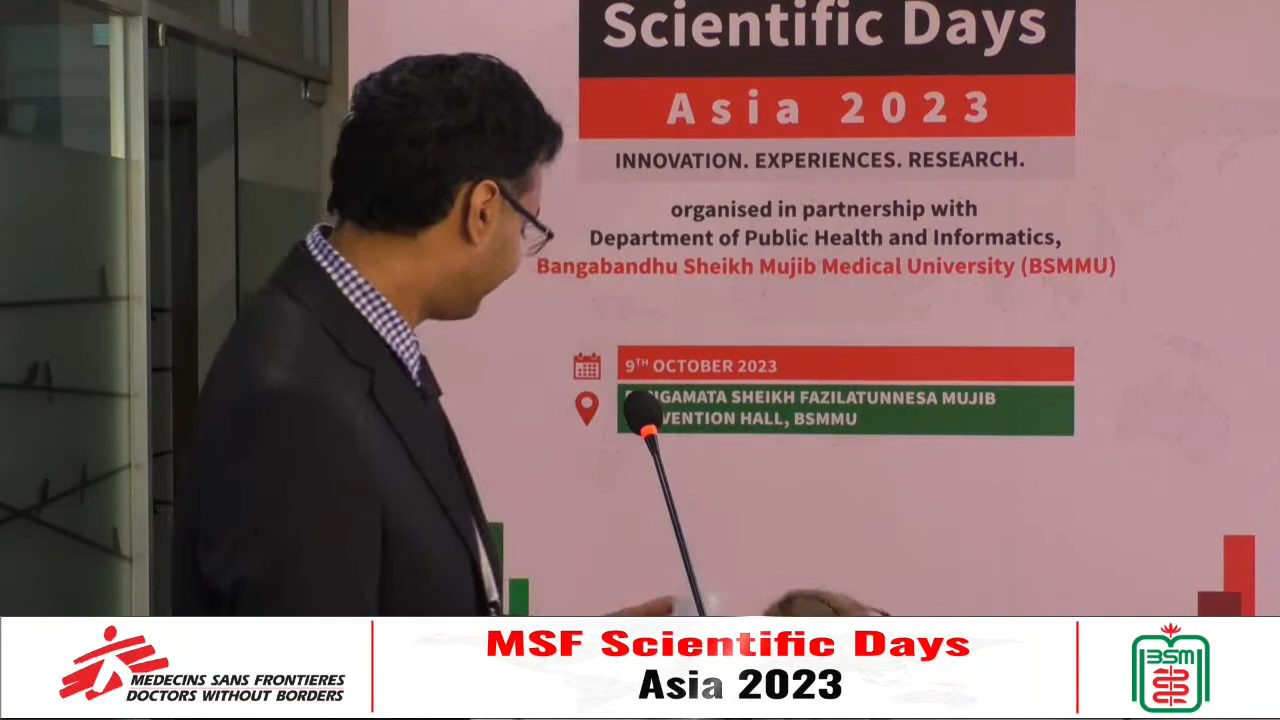 Scientific Days
Asia 2023
INNOVATION. EXPERIENCES. RESEARCH.
organised in partnership with
Department of Public Health and Informatics,
Bangabandhu Sheikh Mujib Medical University (BSMMU)
9TH OCTOBER 2023
SHEIKH FAZILATUNNESA MUJIB
HALL, BSMMU
MEDECINS SANS FRONTIERES
DOCTORS WITHOUT BORDERS
MSF Scientific Days
Asia 2023
BSM